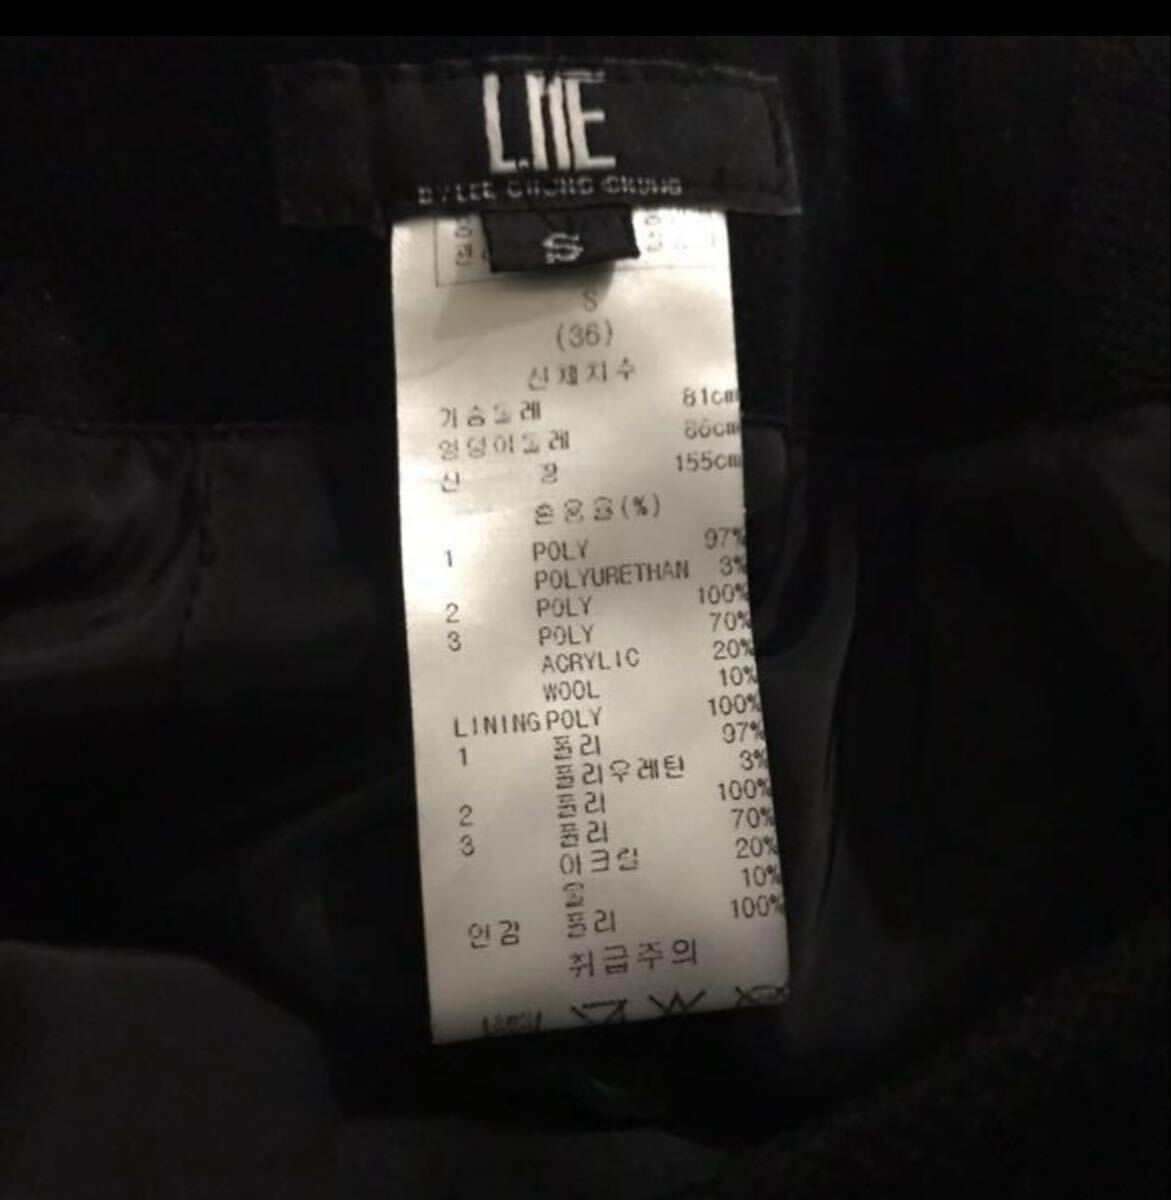 L.IIE
BY LEE CHUNG CHUNG
S
S
(36)
신체지수
가슴둘레 81cm
엉덩이둘레 86cm
신 장 155cm
혼용율(%)
1 POLY 97%
POLYURETHAN 3%
2 POLY 100%
3 POLY 70%
ACRYLIC 20%
WOOL 10%
LINING POLY 100%
1 폴리 97%
폴리우레탄 3%
2 폴리 100%
3 폴리 70%
아크릴 20%
울 10%
안감 폴리 100%
취급주의